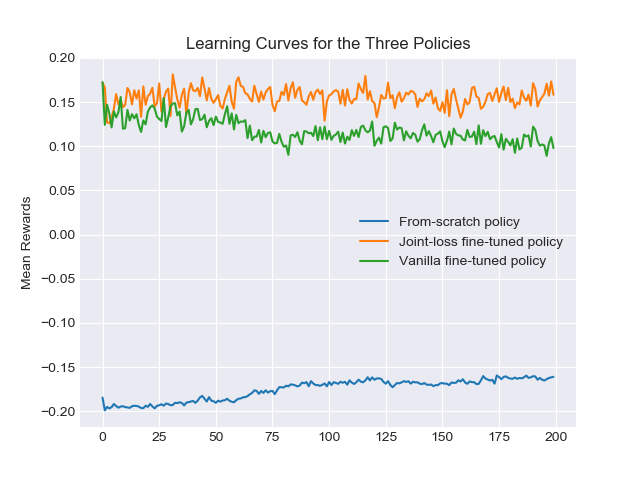 Learning Curves for the Three Policies
Mean Rewards
0.20
0.15
0.10
0.05
0.00
−0.05
−0.10
−0.15
−0.20
From-scratch policy
Joint-loss fine-tuned policy
Vanilla fine-tuned policy
0 25 50 75 100 125 150 175 200